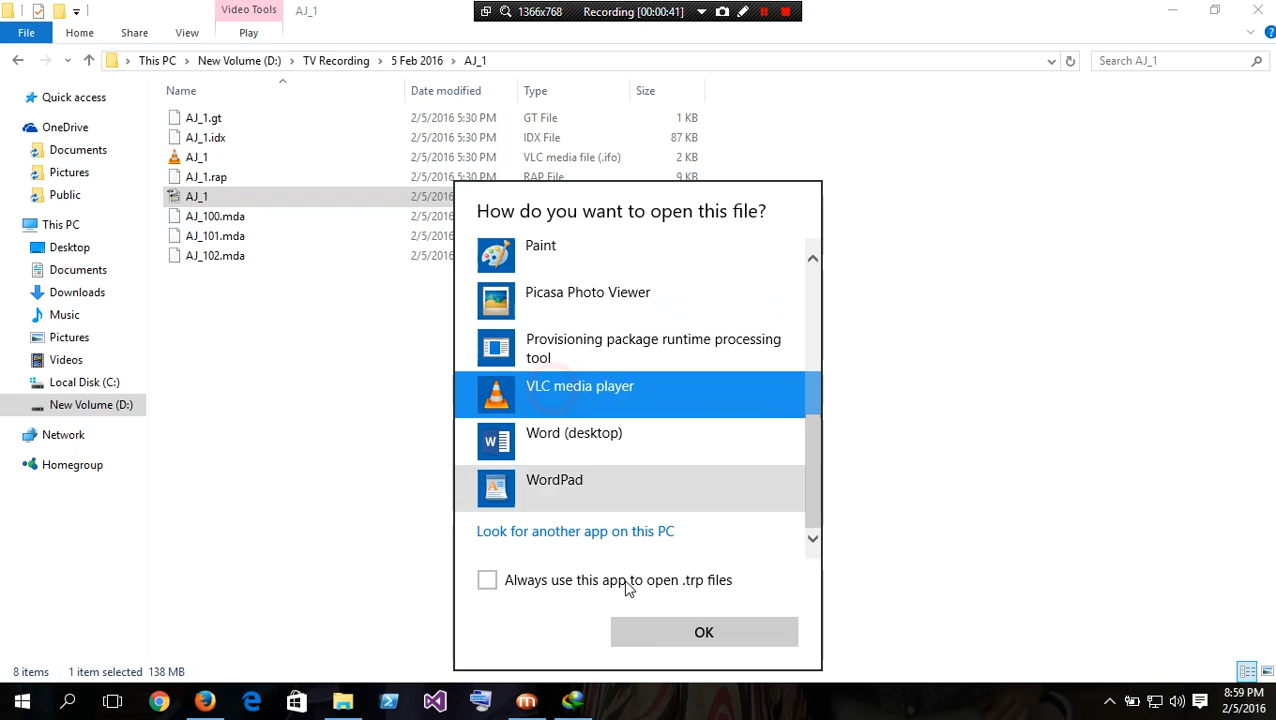 Video Tools
AJ_1
1366x768
Recording [00:00:41]
File
Home
Share
View
Play
This PC
New Volume (D:)
TV Recording
5 Feb 2016
AJ_1
Search AJ_1
Name
Date modified
Type
Size
AJ_1.gt
2/5/2016 5:30 PM
GT File
1 KB
AJ_1.idx
2/5/2016 5:30 PM
IDX File
87 KB
AJ_1
2/5/2016 5:30 PM
VLC media file (.ifo)
2 KB
AJ_1.rap
2/5/2016 5:30 PM
RAP File
9 KB
AJ_1
2/5/2016
AJ_100.mda
2/5/2016
AJ_101.mda
2/5/2016
AJ_102.mda
2/5/2016
Quick access
OneDrive
Documents
Pictures
Public
This PC
Desktop
Documents
Downloads
Music
Pictures
Videos
Local Disk (C:)
New Volume (D:)
Network
Homegroup
How do you want to open this file?
Paint
Picasa Photo Viewer
Provisioning package runtime processing
tool
VLC media player
Word (desktop)
WordPad
Look for another app on this PC
Always use this app to open .trp files
OK
8 items
1 item selected 138 MB
8:59 PM
2/5/2016